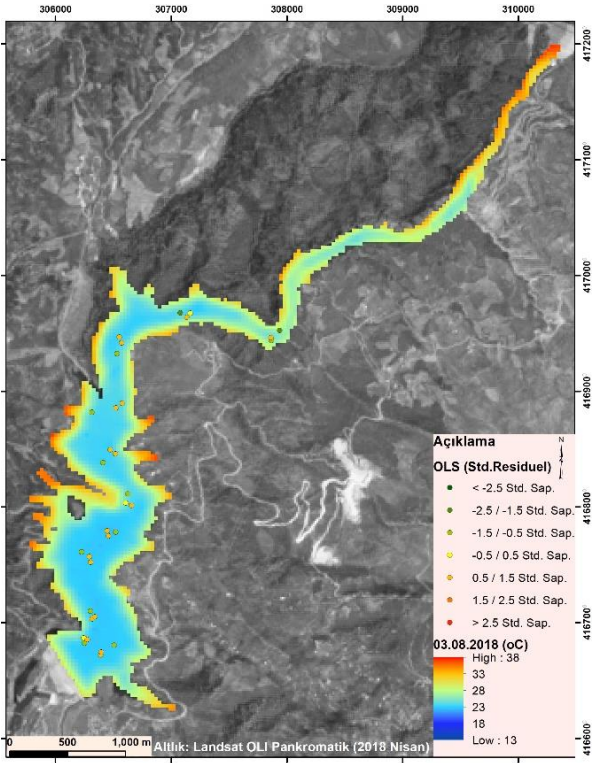 306000 307000 308000 309000 310000
417200
417100
417000
416900
416800
416700
416600
Açıklama
N
OLS (Std.Residuel)
< -2.5 Std. Sap.
-2.5 / -1.5 Std. Sap.
-1.5 / -0.5 Std. Sap.
-0.5 / 0.5 Std. Sap.
0.5 / 1.5 Std. Sap.
1.5 / 2.5 Std. Sap.
> 2.5 Std. Sap.
03.08.2018 (oC)
High : 38
33
28
23
18
Low : 13
0 500 1,000 m
Altlık: Landsat OLI Pankromatik (2018 Nisan)